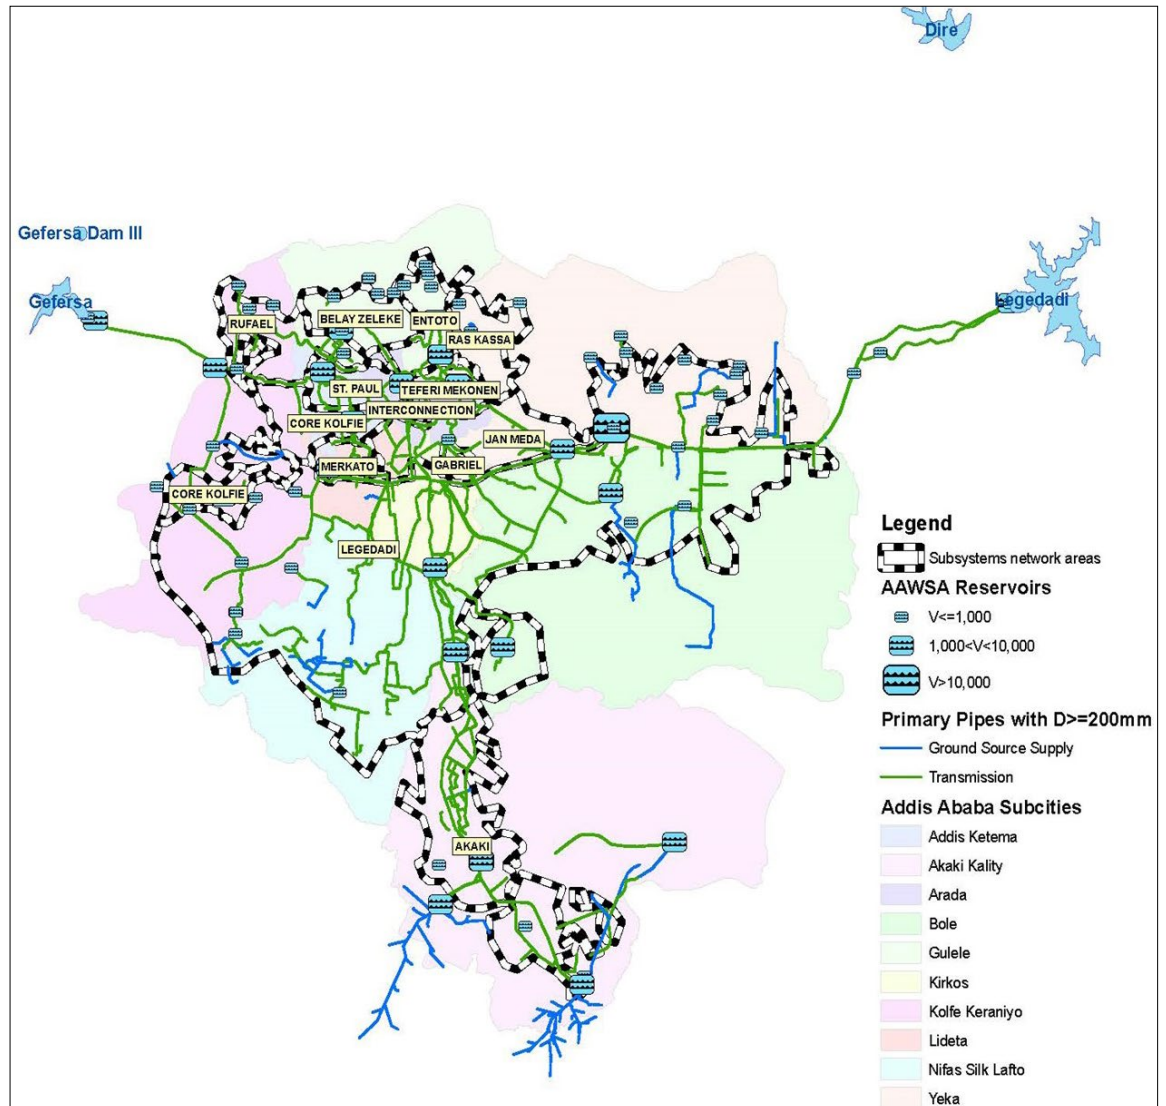 Dire
Gefersa Dam III
Gefersa
Legedadi
RUFAEL
BELAY ZELEKE
ENTOTO
RAS KASSA
ST. PAUL
TEFERI MEKONEN
INTERCONNECTION
CORE KOLFIE
JAN MEDA
MERKATO
GABRIEL
CORE KOLFIE
LEGEDADI
AKAKI
Legend
Subsystems network areas
AAWSA Reservoirs
V<=1,000
1,000<V<10,000
V>10,000
Primary Pipes with D>=200mm
Ground Source Supply
Transmission
Addis Ababa Subcities
Addis Ketema
Akaki Kality
Arada
Bole
Gulele
Kirkos
Kolfe Keraniyo
Lideta
Nifas Silk Lafto
Yeka